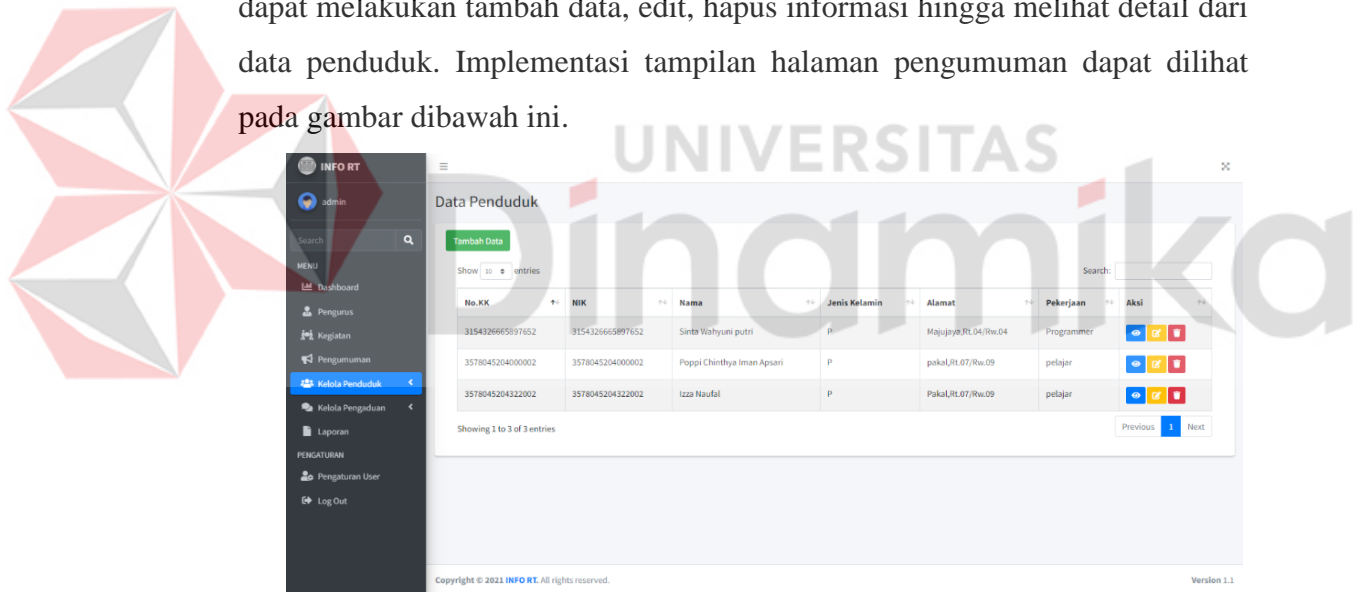 dapat melakukan tambah data, edit, hapus informasi hingga melihat detail dari
data penduduk. Implementasi tampilan halaman pengumuman dapat dilihat
pada gambar dibawah ini.
UNIVERSITAS
Dinamika
INFO RT
admin
Data Penduduk
Search
Tambah Data
MENU
Show 10 entries
Search:
Dashboard
No.KK NIK Nama Jenis Kelamin Alamat Pekerjaan Aksi
Pengurus
3154326665897652 3154326665897652 Sinta Wahyuni putri P Majujaya,Rt.04/Rw.04 Programmer
Kegiatan
Pengumuman
3578045204000002 3578045204000002 Poppi Chinthya Iman Apsari P pakal,Rt.07/Rw.09 pelajar
Kelola Penduduk
3578045204322002 3578045204322002 Izza Naufal P Pakal,Rt.07/Rw.09 pelajar
Kelola Pengaduan
Showing 1 to 3 of 3 entries
Previous 1 Next
Laporan
PENGATURAN
Pengaturan User
Log Out
Copyright © 2021 INFO RT. All rights reserved.
Version 1.1